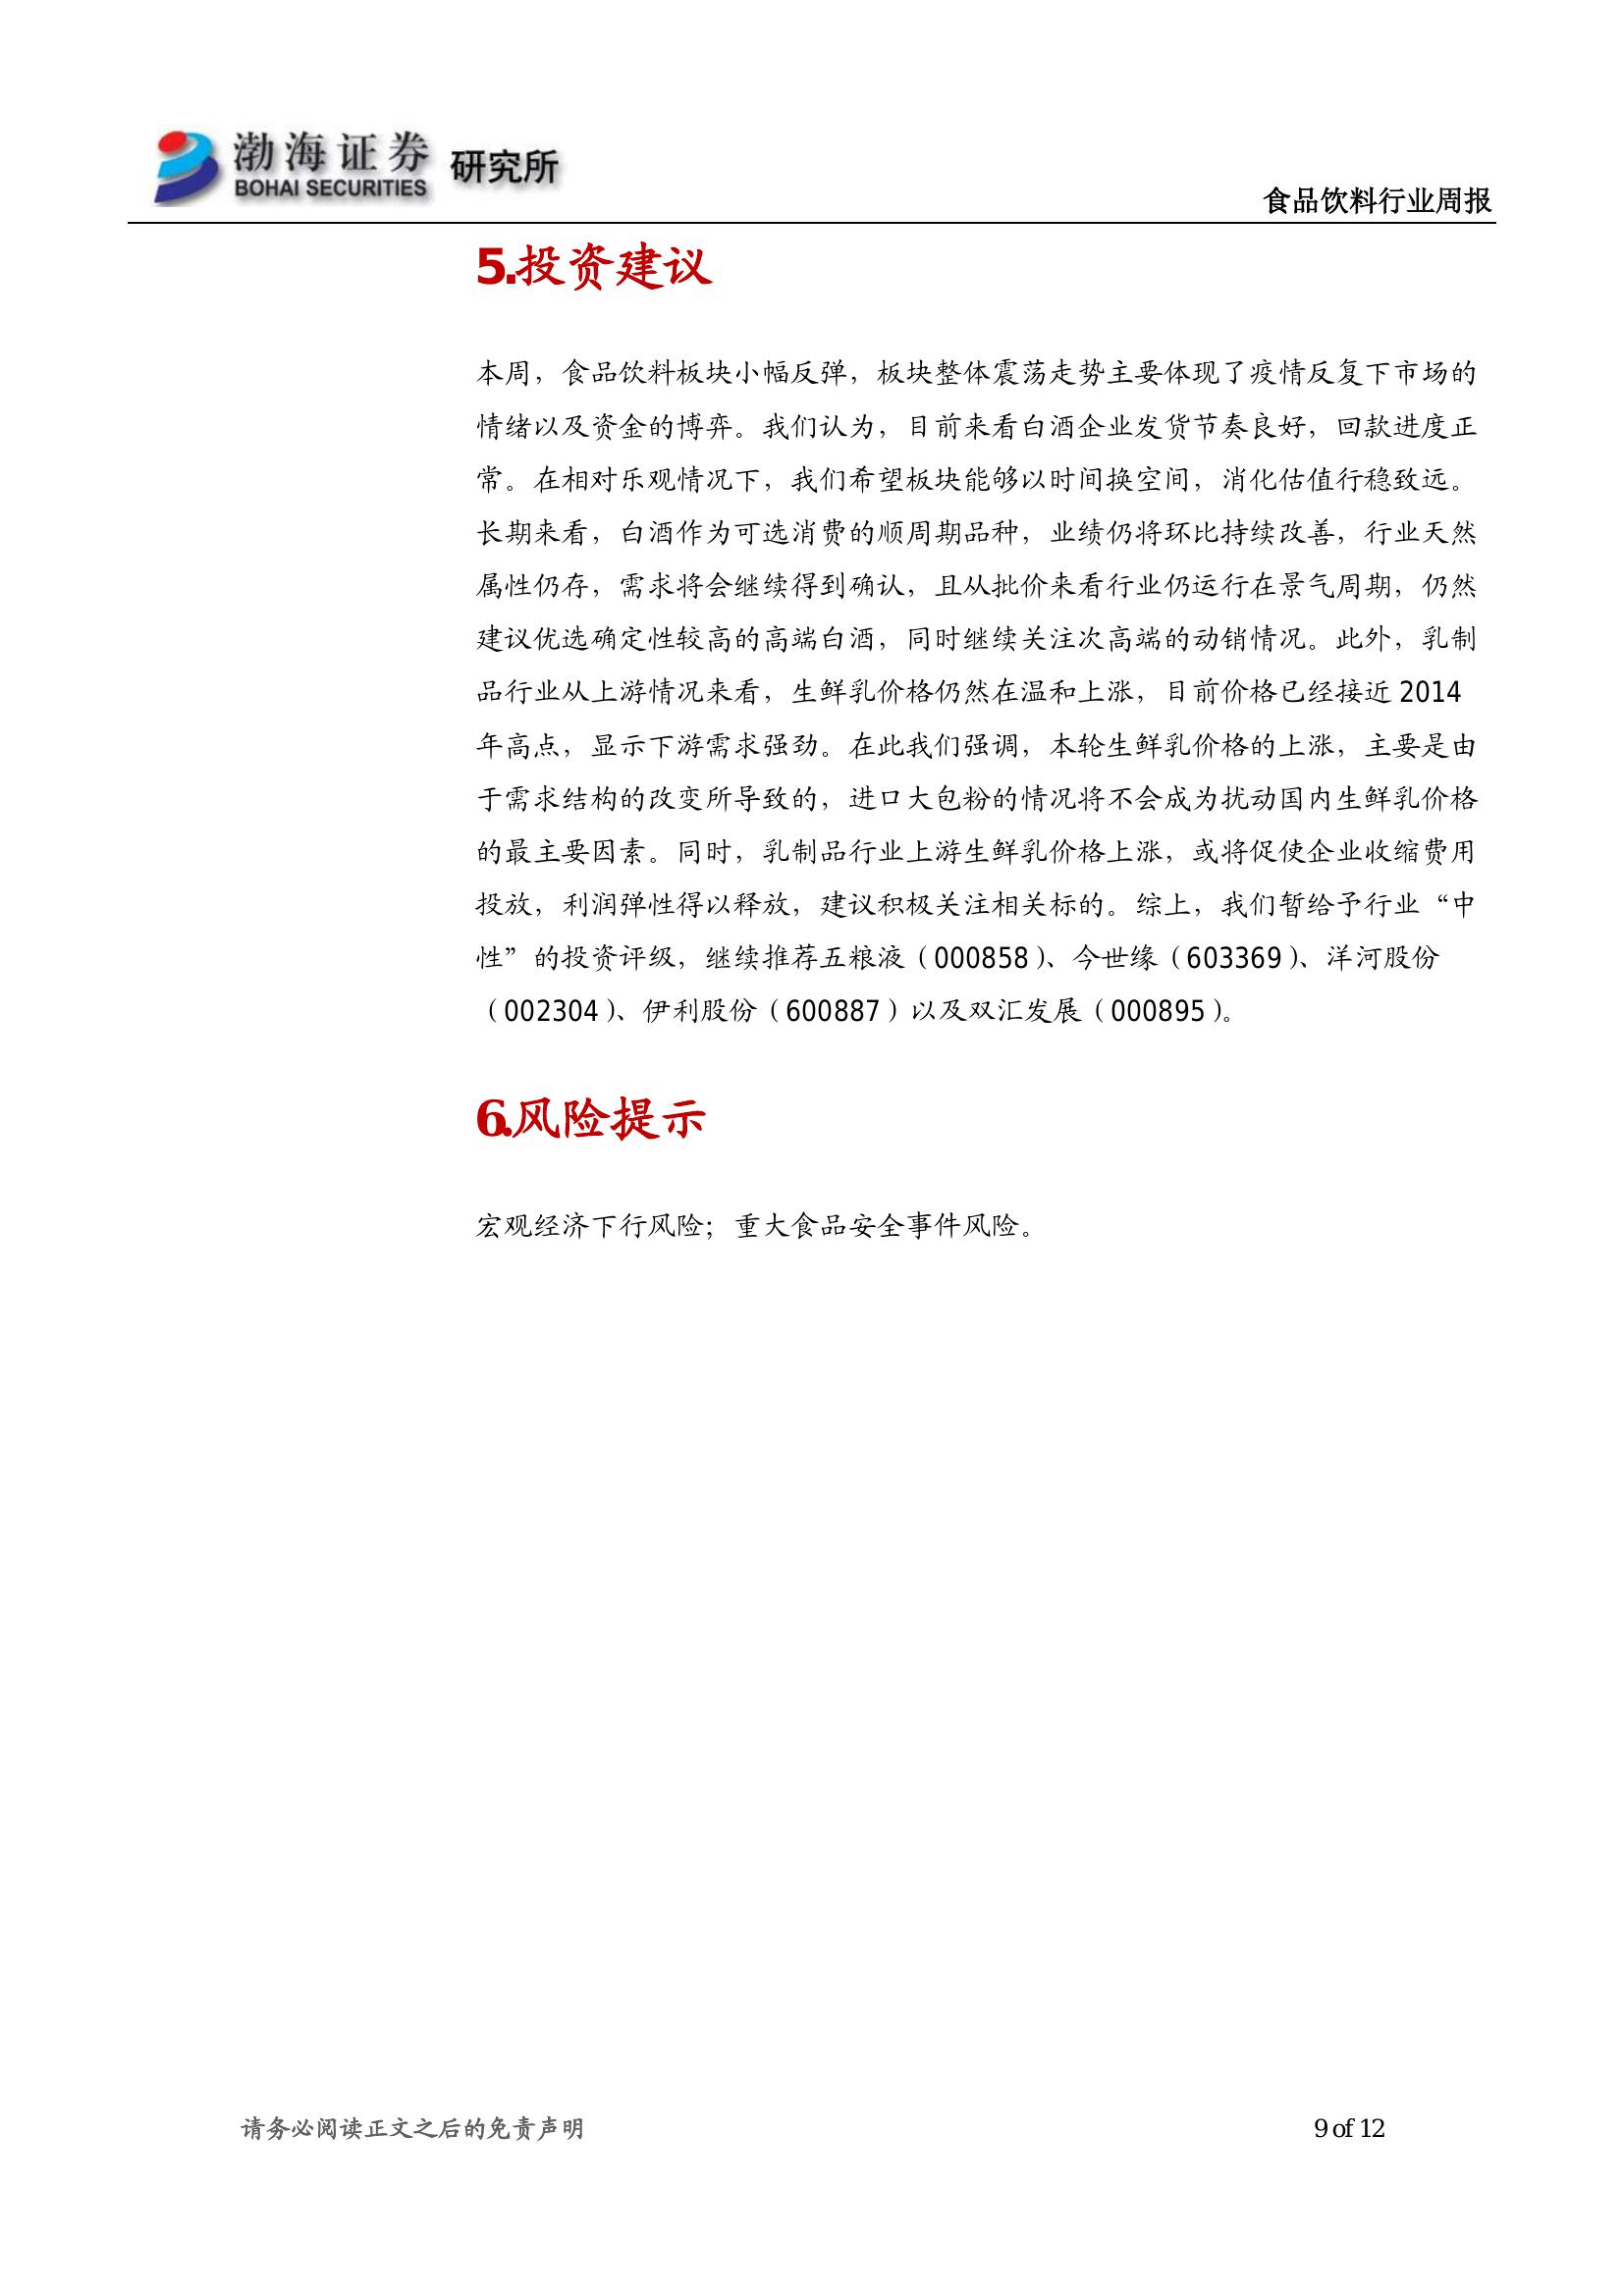 渤海证券 研究所
BOHAI SECURITIES
食品饮料行业周报
5.投资建议
本周，食品饮料板块小幅反弹，板块整体震荡走势主要体现了疫情反复下市场的
情绪以及资金的博弈。我们认为，目前来看白酒企业发货节奏良好，回款进度正
常。在相对乐观情况下，我们希望板块能够以时间换空间，消化估值行稳致远。
长期来看，白酒作为可选消费的顺周期品种，业绩仍将环比持续改善，行业天然
属性仍存，需求将会继续得到确认，且从批价来看行业仍运行在景气周期，仍然
建议优选确定性较高的高端白酒，同时继续关注次高端的动销情况。此外，乳制
品行业从上游情况来看，生鲜乳价格仍然在温和上涨，目前价格已经接近 2014
年高点，显示下游需求强劲。在此我们强调，本轮生鲜乳价格的上涨，主要是由
于需求结构的改变所导致的，进口大包粉的情况将不会成为扰动国内生鲜乳价格
的最主要因素。同时，乳制品行业上游生鲜乳价格上涨，或将促使企业收缩费用
投放，利润弹性得以释放，建议积极关注相关标的。综上，我们暂给予行业“中
性”的投资评级，继续推荐五粮液（000858）、今世缘（603369）、洋河股份
（002304）、伊利股份（600887）以及双汇发展（000895）。
6.风险提示
宏观经济下行风险；重大食品安全事件风险。
请务必阅读正文之后的免责声明
9 of 12